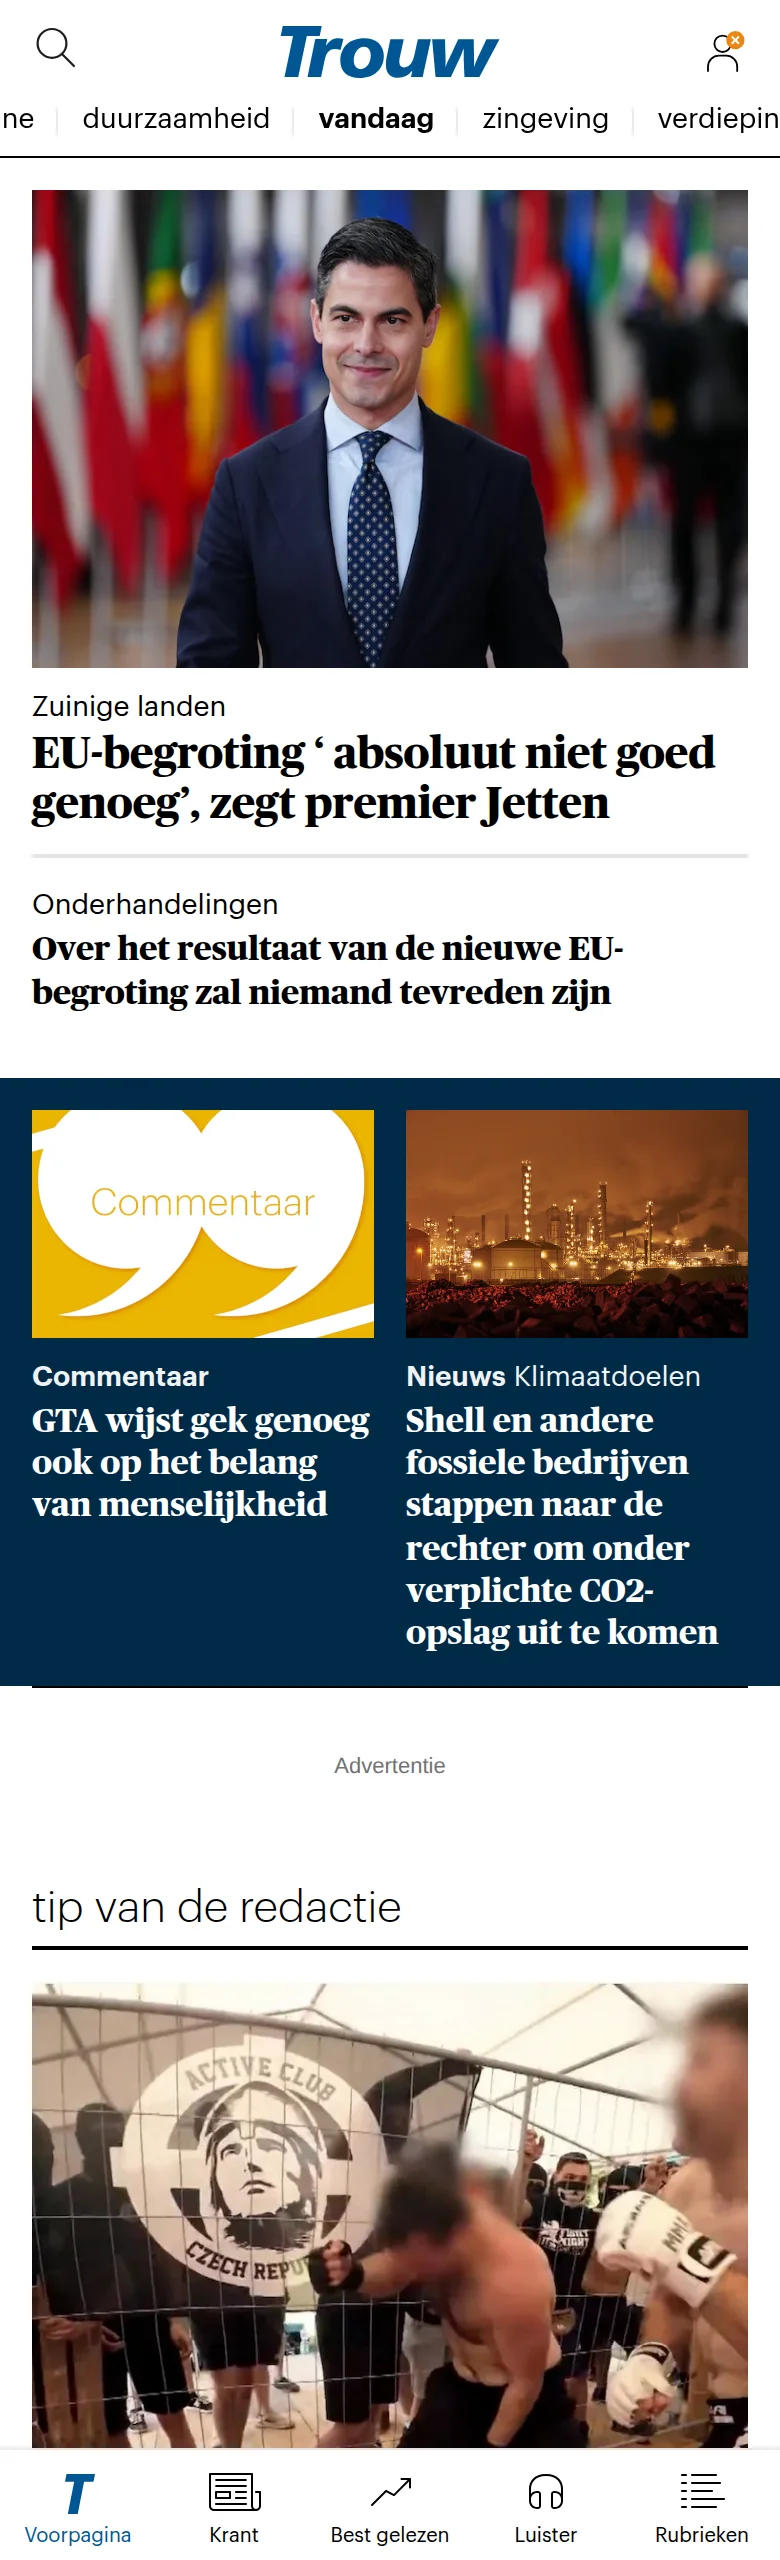 Trouw
ne duurzaamheid vandaag zingeving verdiepin
Zuinige landen
EU-begroting ‘ absoluut niet goed
genoeg’, zegt premier Jetten
Onderhandelingen
Over het resultaat van de nieuwe EU-
begroting zal niemand tevreden zijn
Commentaar
Commentaar
GTA wijst gek genoeg
ook op het belang
van menselijkheid
Nieuws Klimaatdoelen
Shell en andere
fossiele bedrijven
stappen naar de
rechter om onder
verplichte CO2-
opslag uit te komen
Advertentie
tip van de redactie
ACTIVE CLUB
CZECH REPU
T
Voorpagina
Krant
Best gelezen
Luister
Rubrieken